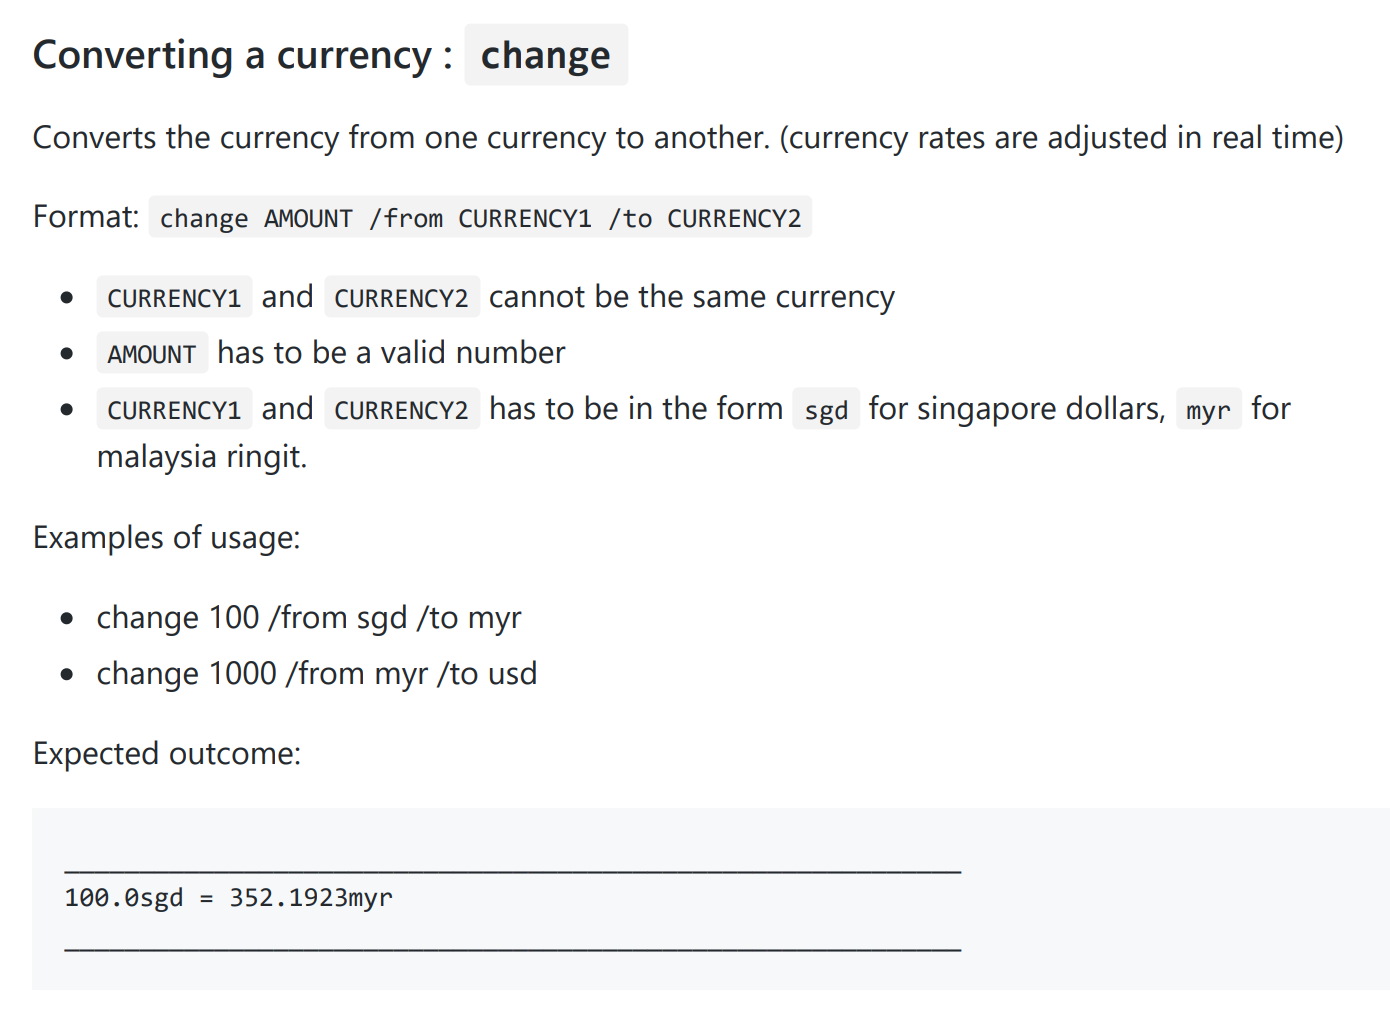 Converting a currency : change
Converts the currency from one currency to another. (currency rates are adjusted in real time)
Format: change AMOUNT /from CURRENCY1 /to CURRENCY2
• CURRENCY1 and CURRENCY2 cannot be the same currency
• AMOUNT has to be a valid number
• CURRENCY1 and CURRENCY2 has to be in the form sgd for singapore dollars, myr for
malaysia ringit.
Examples of usage:
• change 100 /from sgd /to myr
• change 1000 /from myr /to usd
Expected outcome:
____________________________________________________________
100.0sgd = 352.1923myr
____________________________________________________________